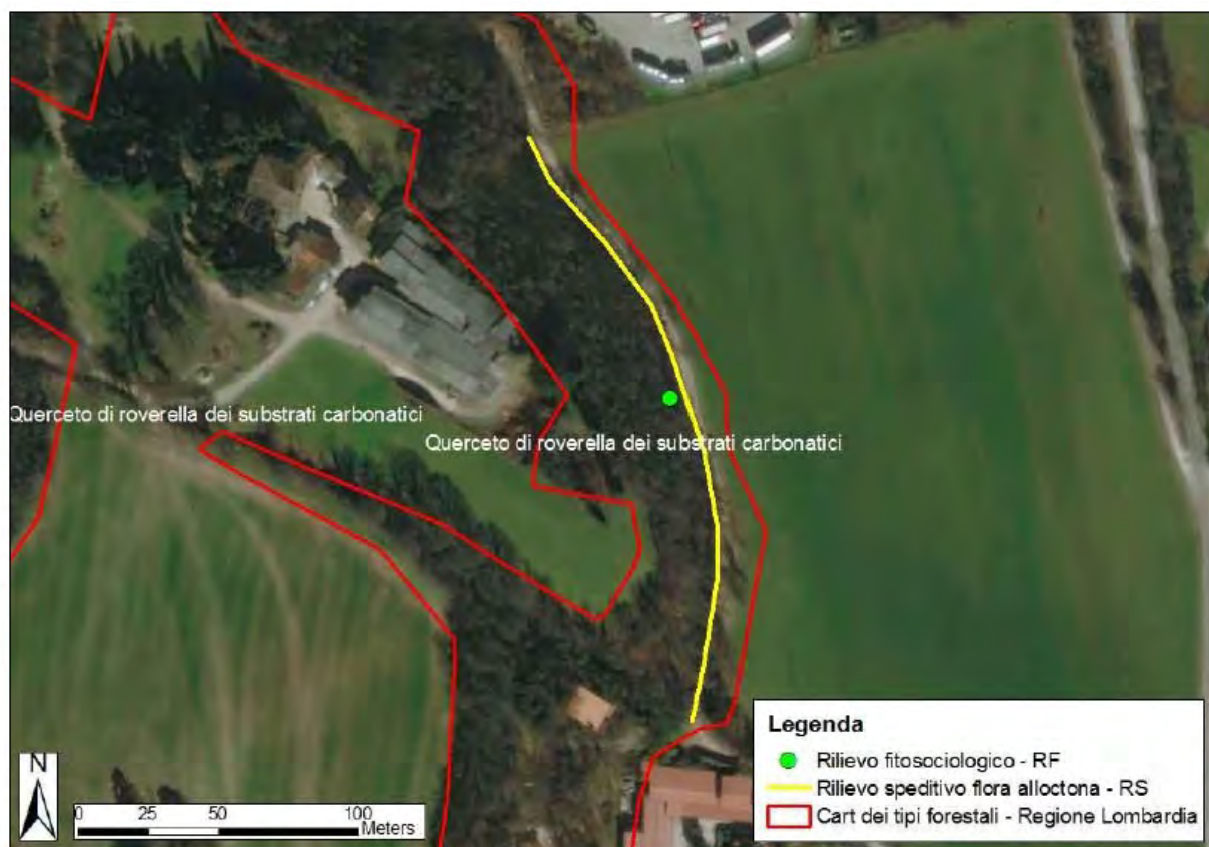 Querceto di roverella dei substrati carbonatici
Querceto di roverella dei substrati carbonatici
N
0 25 50 100
Meters
Legenda
Rilievo fitosociologico - RF
Rilievo speditivo flora alloctona - RS
Cart dei tipi forestali - Regione Lombardia